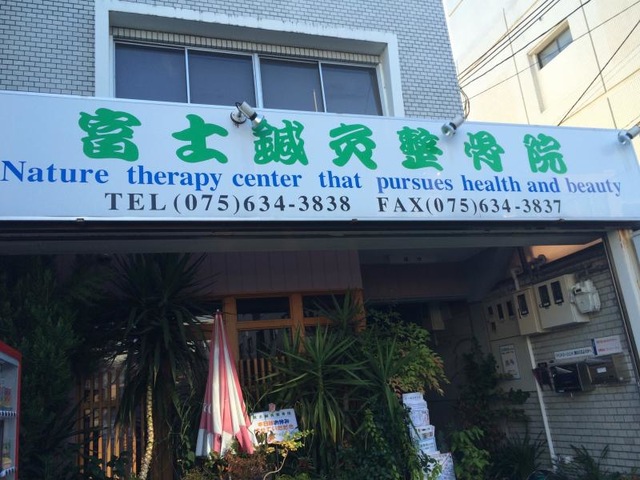 富士鍼灸整骨院
Nature therapy center that pursues health and beauty
TEL(075)634-3838 FAX(075)634-3837